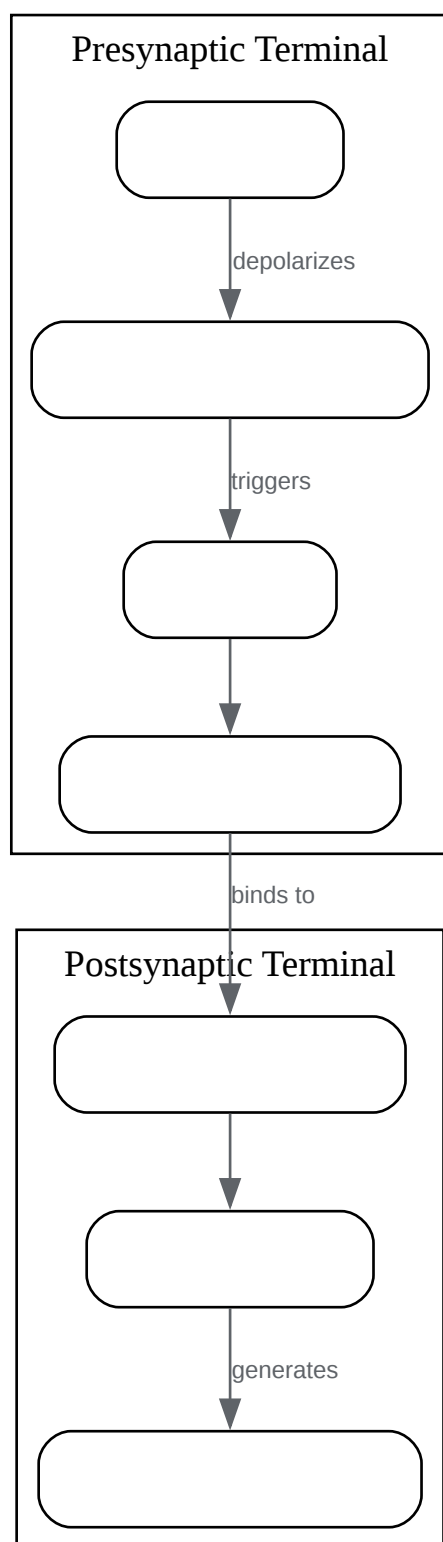 Presynaptic Terminal
depolarizes
triggers
binds to
Postsynaptic Terminal
generates